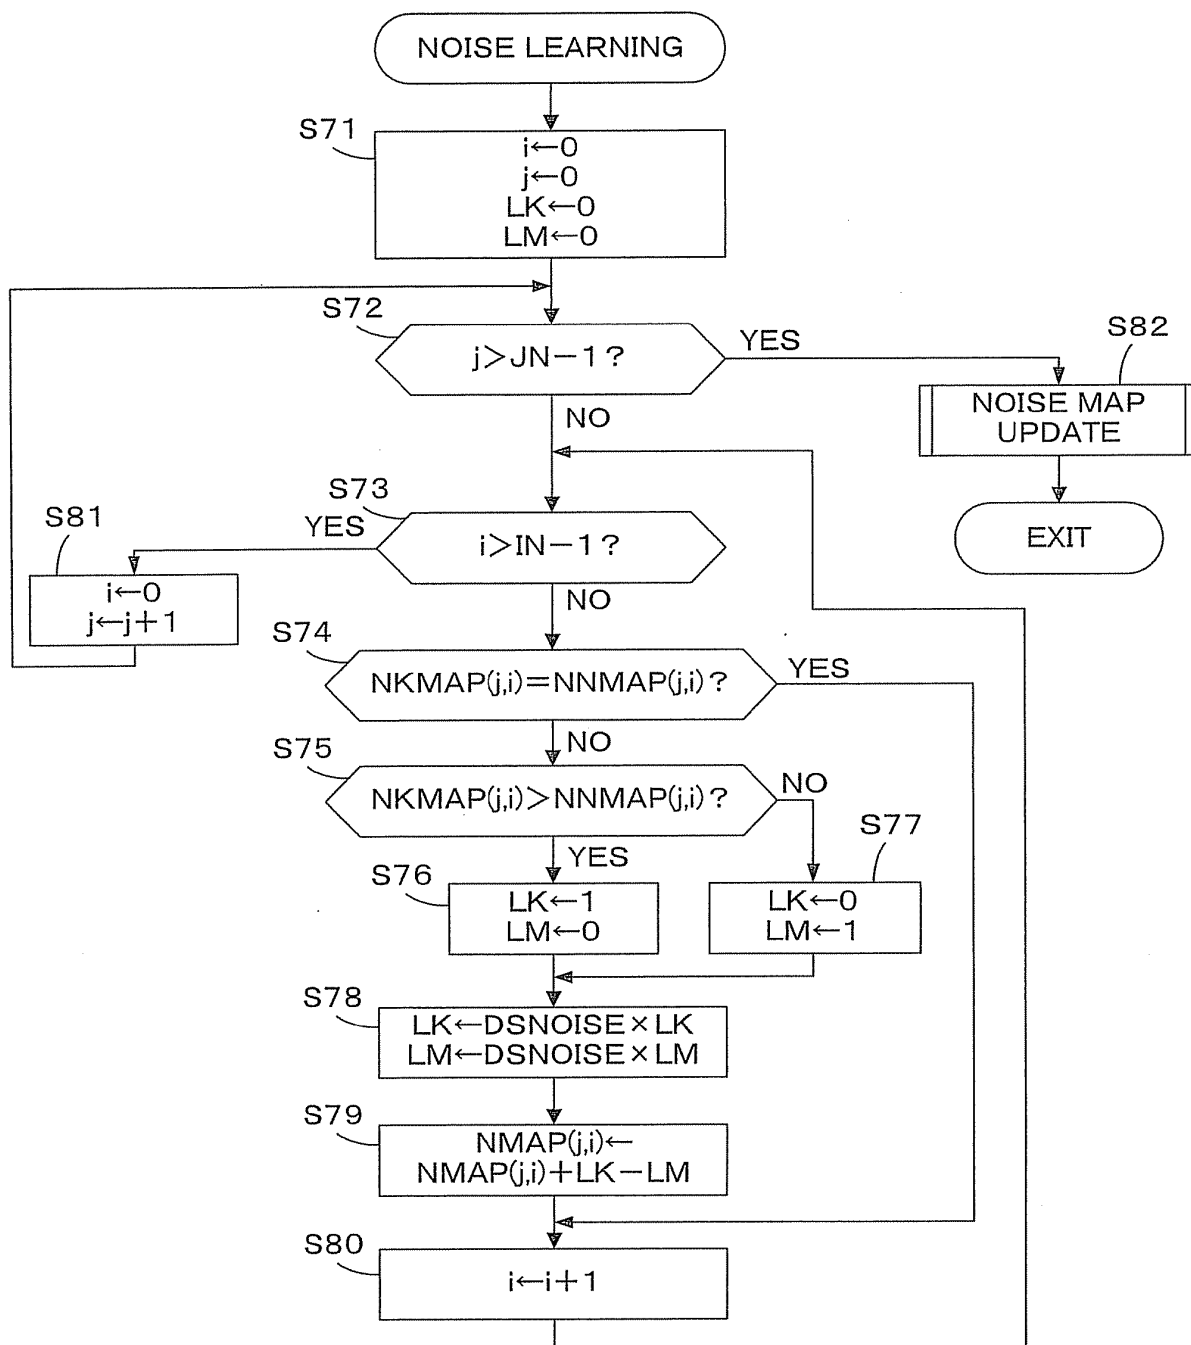 NOISE LEARNING
S71
i←0
j←0
LK←0
LM←0
S72
j>JN−1?
YES
S82
NOISE MAP
UPDATE
NO
S73
YES
i>IN−1?
EXIT
S81
i←0
j←j+1
NO
S74
NKMAP(j,i)=NNMAP(j,i)?
YES
NO
S75
NKMAP(j,i)>NNMAP(j,i)?
NO
YES
S76
LK←1
LM←0
S77
LK←0
LM←1
S78
LK←DSNOISE×LK
LM←DSNOISE×LM
S79
NMAP(j,i)←
NMAP(j,i)+LK−LM
S80
i←i+1